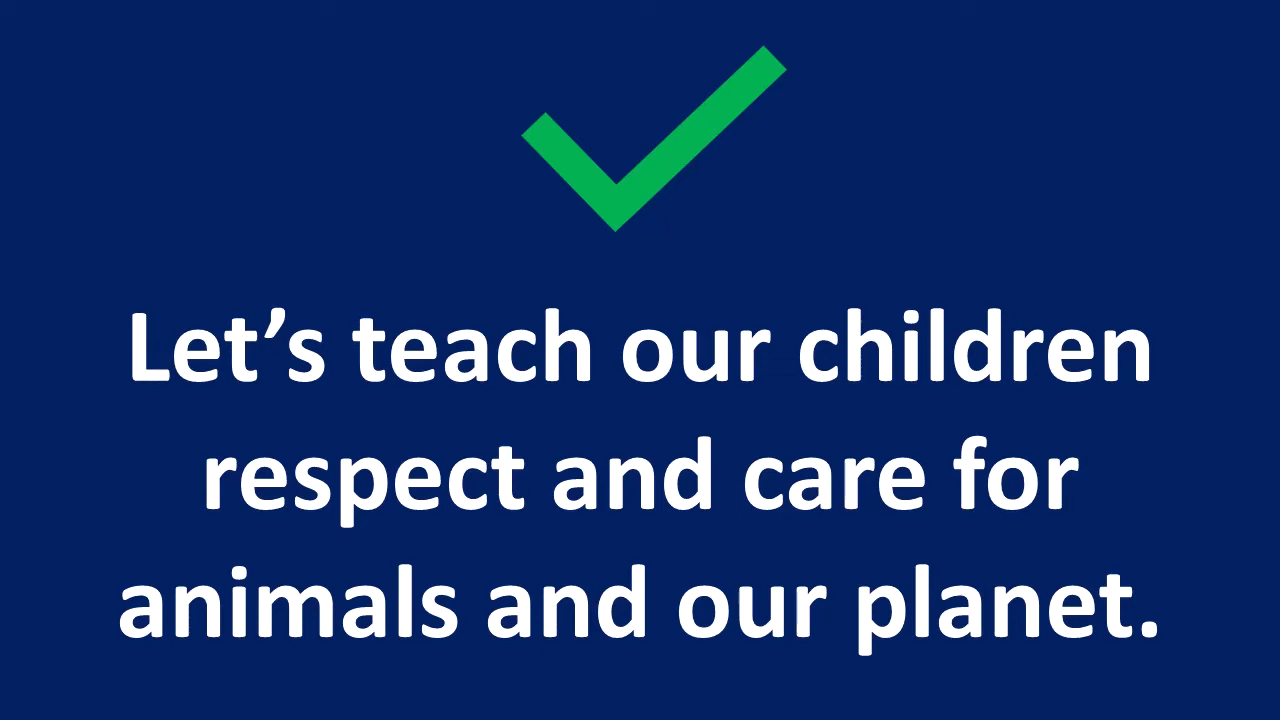 Let’s teach our children
respect and care for
animals and our planet.